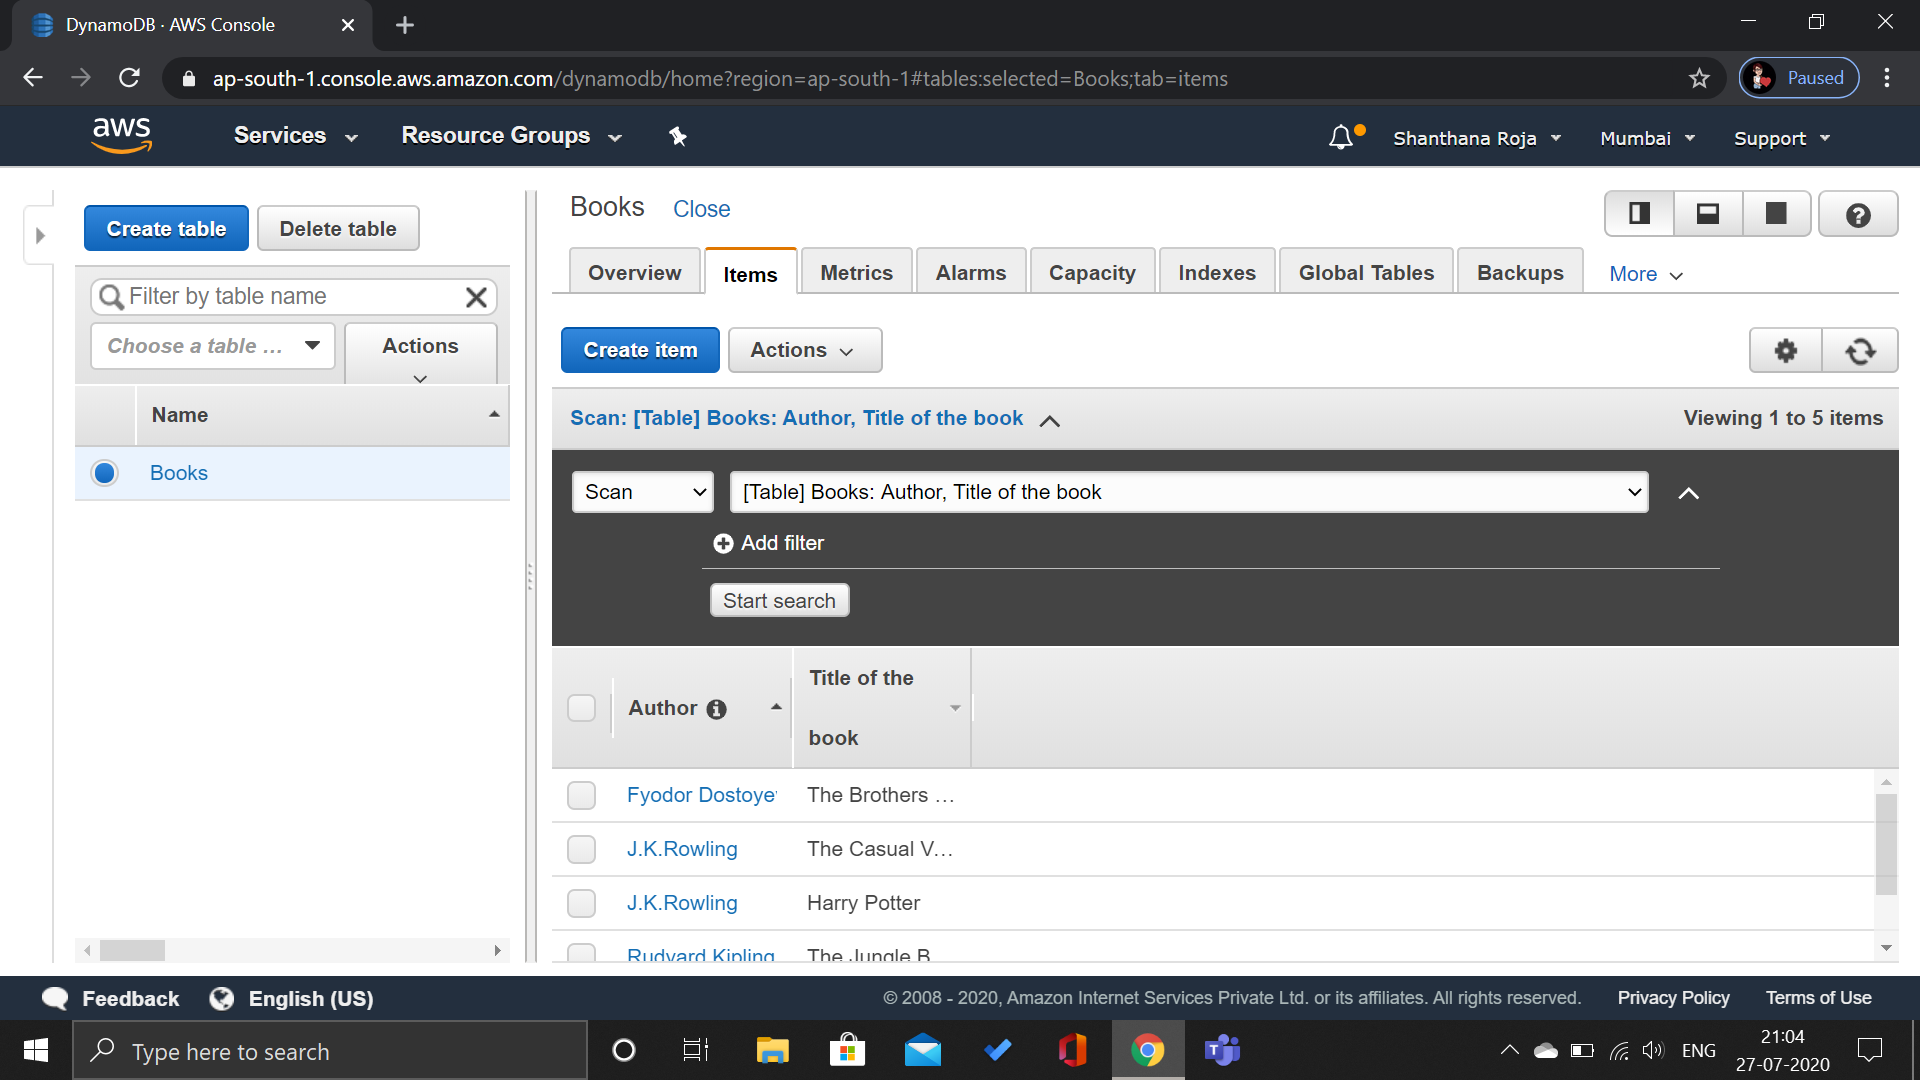 DynamoDB · AWS Console
ap-south-1.console.aws.amazon.com/dynamodb/home?region=ap-south-1#tables:selected=Books;tab=items
Paused
aws
Services
Resource Groups
Shanthana Roja
Mumbai
Support
Create table
Delete table
Filter by table name
Choose a table ...
Actions
Name
Books
Books
Close
Overview
Items
Metrics
Alarms
Capacity
Indexes
Global Tables
Backups
More
Create item
Actions
Scan: [Table] Books: Author, Title of the book
Viewing 1 to 5 items
Scan
[Table] Books: Author, Title of the book
Add filter
Start search
Author
Title of the
book
Fyodor Dostoye
The Brothers ...
J.K.Rowling
The Casual V...
J.K.Rowling
Harry Potter
Rudyard Kipling
The Jungle B
Feedback
English (US)
© 2008 - 2020, Amazon Internet Services Private Ltd. or its affiliates. All rights reserved.
Privacy Policy
Terms of Use
Type here to search
ENG
21:04
27-07-2020